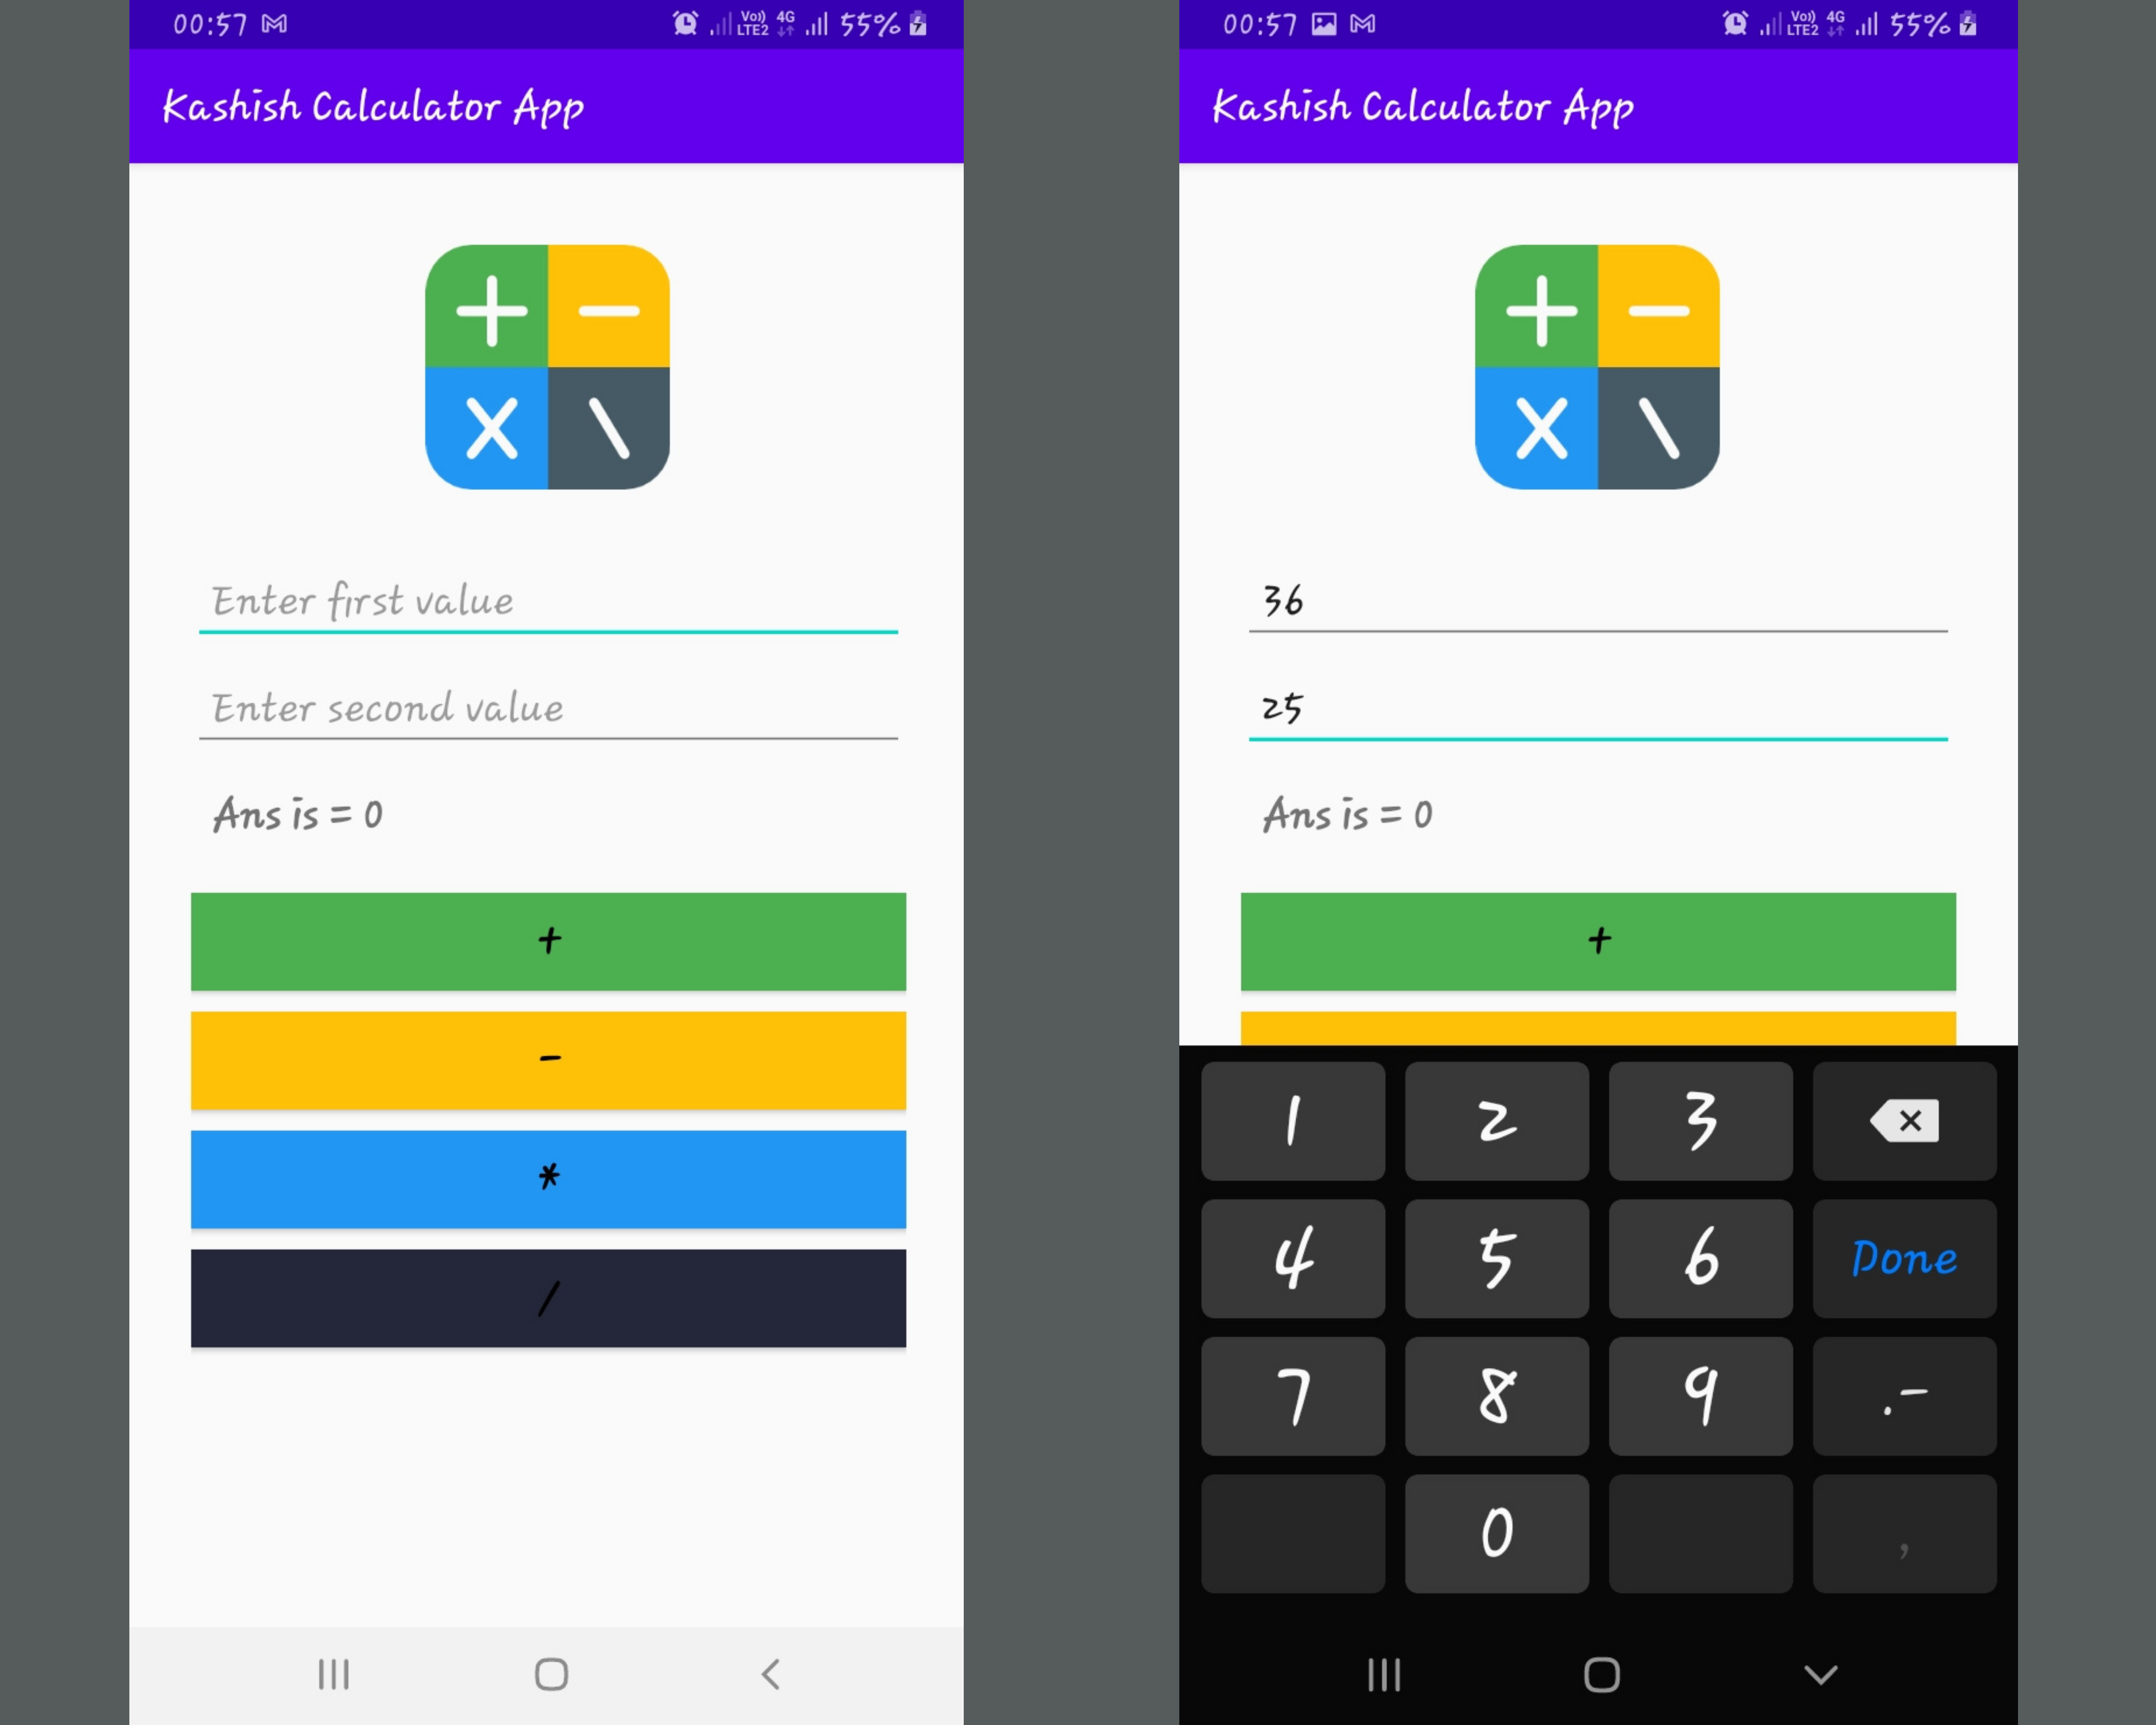 00:57 Vo)) LTE2 4G 55%
Kashish Calculator App
+ −
X \
Enter first value
Enter second value
Ans is = 0
+
-
*
/
00:57 Vo)) LTE2 4G 55%
Kashish Calculator App
+ −
X \
36
25
Ans is = 0
+
1 2 3
4 5 6 Done
7 8 9 .-
0 ,